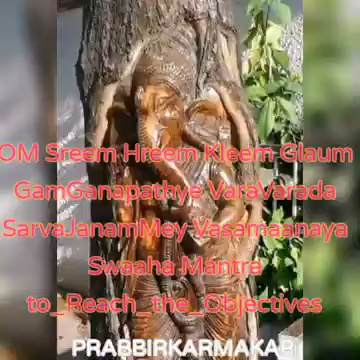 OM Sreem Hreem Kleem Glaum
GamGanapathye VaraVarada
SarvaJanamMey Vasamaanaya
Swaaha Mantra
to_Reach_the_Objectives
PRABBIRKARMAKAR